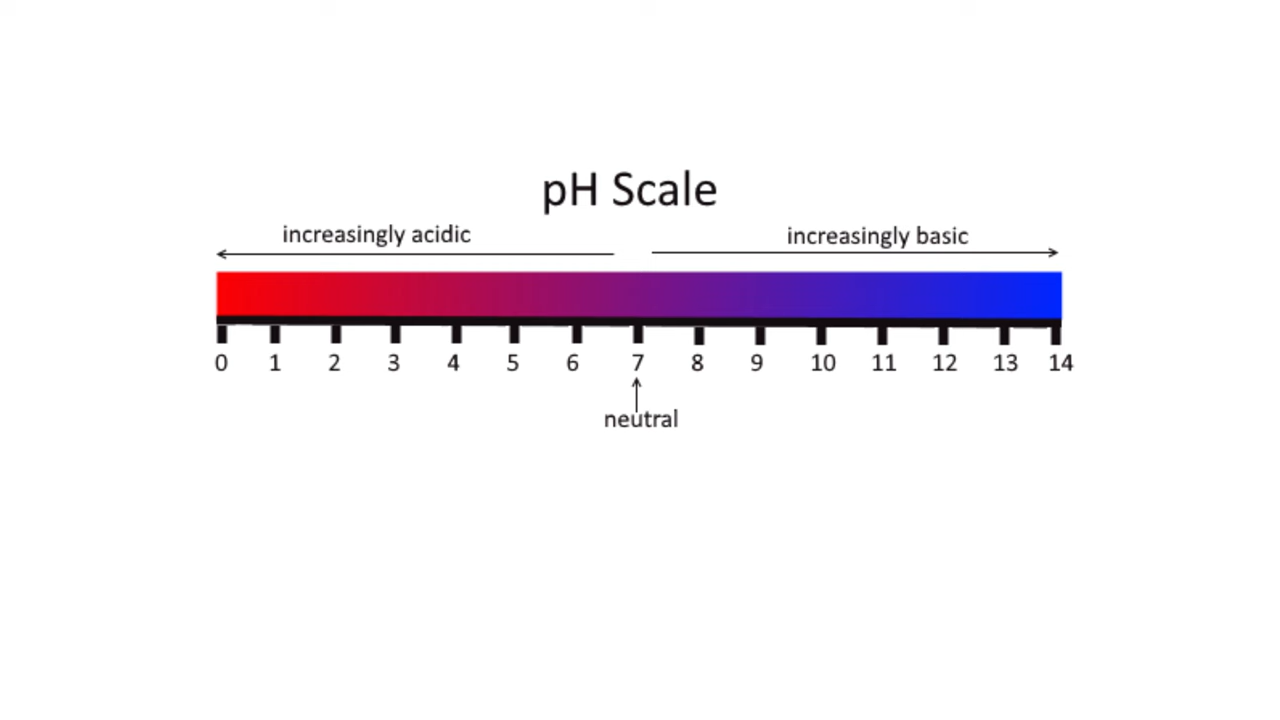 pH Scale
increasingly acidic
increasingly basic
0 1 2 3 4 5 6 7 8 9 10 11 12 13 14
neutral